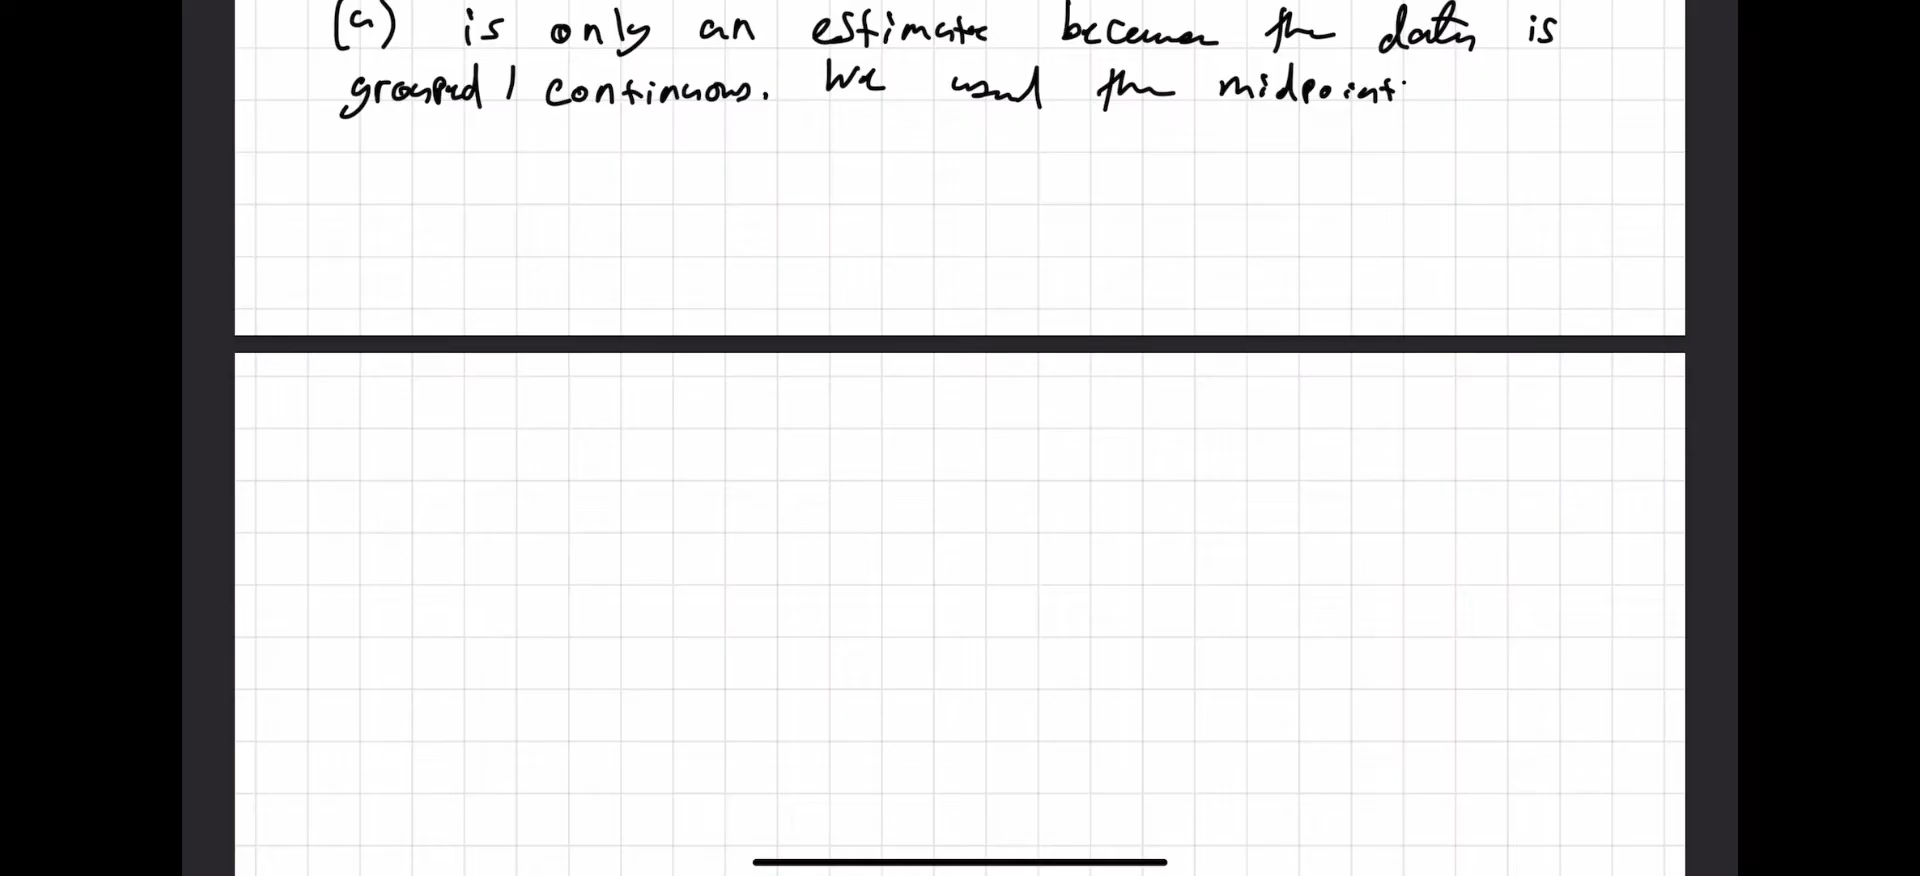 (a) is only an estimate because the data is
grouped / continuous. We used the midpoint.